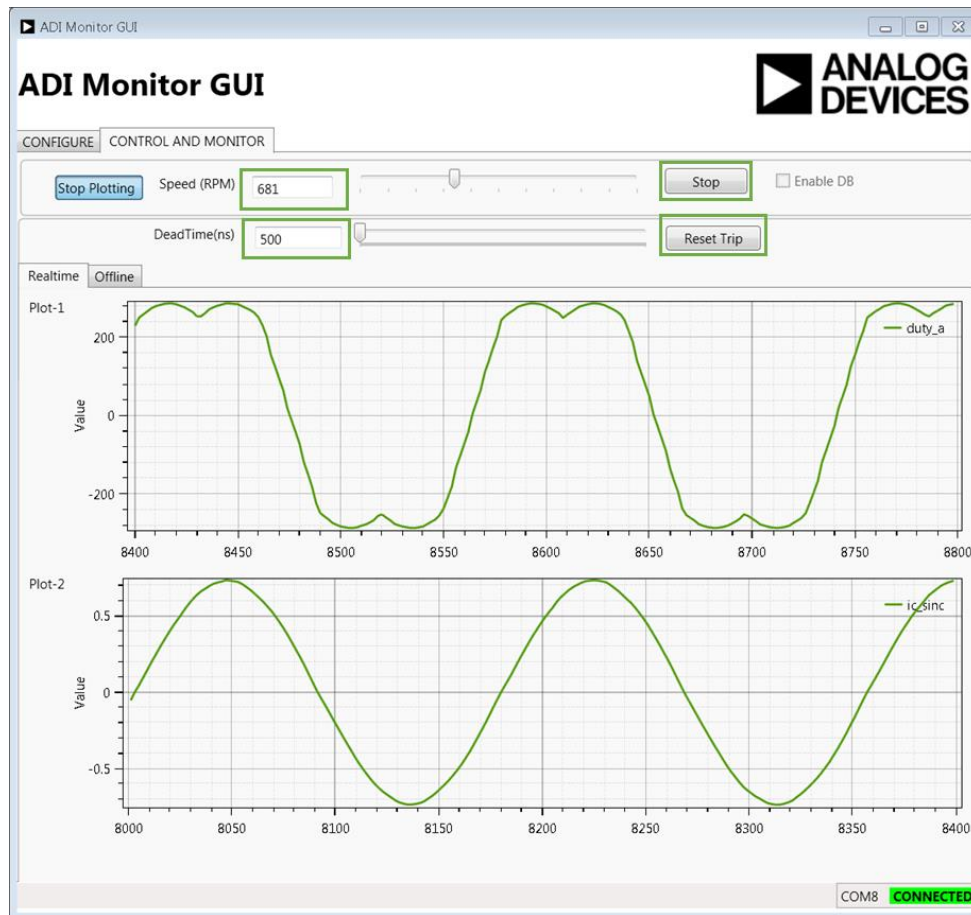 ADI Monitor GUI
ADI Monitor GUI
ANALOG
DEVICES
CONFIGURE CONTROL AND MONITOR
Stop Plotting Speed (RPM) 681 Stop Enable DB
DeadTime(ns) 500 Reset Trip
Realtime Offline
Plot-1
duty_a
200
0
-200
Value
8400 8450 8500 8550 8600 8650 8700 8750 8800
Plot-2
ic_sinc
0.5
0
-0.5
Value
8000 8050 8100 8150 8200 8250 8300 8350 8400
COM8 CONNECTED